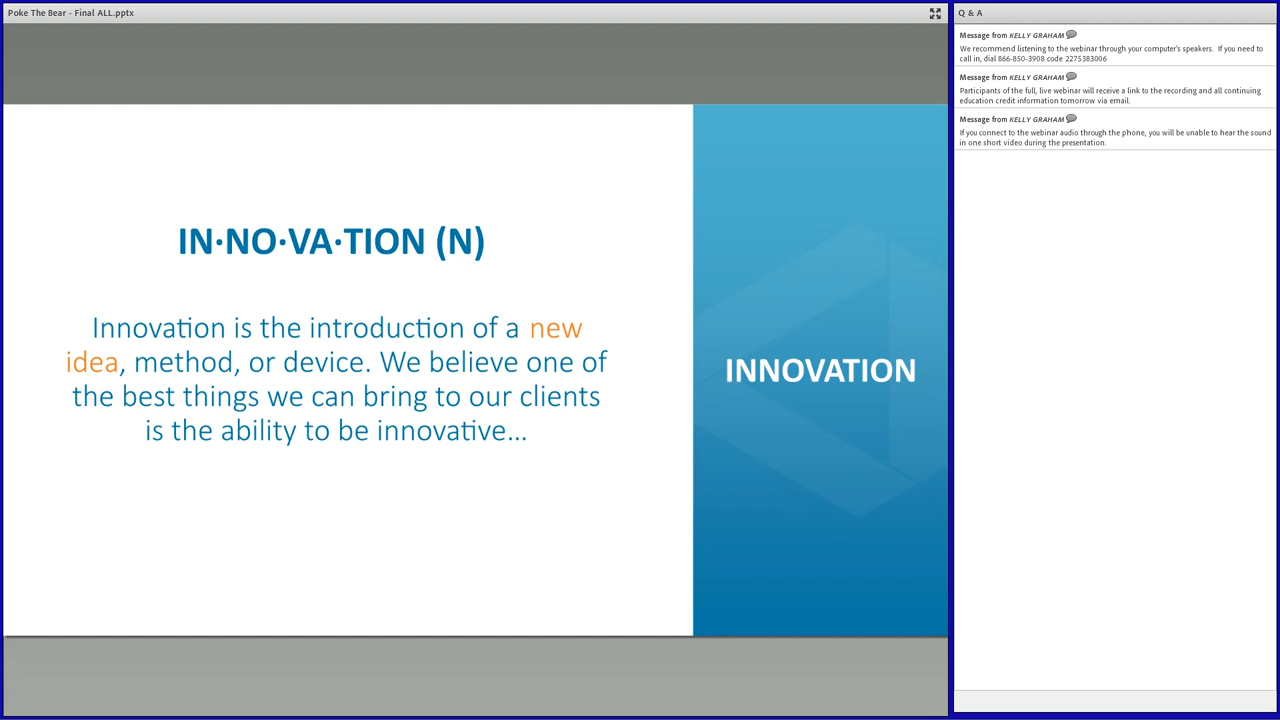 Poke The Bear - Final ALL.pptx
IN·NO·VA·TION (N)
Innovation is the introduction of a new
idea, method, or device. We believe one of
the best things we can bring to our clients
is the ability to be innovative...
INNOVATION
Q & A
Message from KELLY GRAHAM
We recommend listening to the webinar through your computer's speakers. If you need to
call in, dial 866-850-3908 code 2275383006
Message from KELLY GRAHAM
Participants of the full, live webinar will receive a link to the recording and all continuing
education credit information tomorrow via email.
Message from KELLY GRAHAM
If you connect to the webinar audio through the phone, you will be unable to hear the sound
in one short video during the presentation.